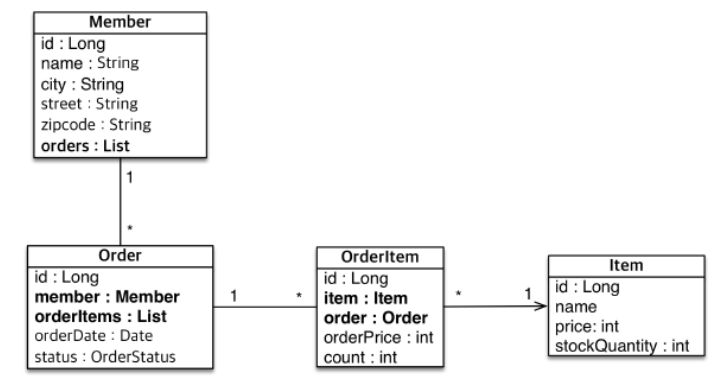 Member
id : Long
name : String
city : String
street : String
zipcode : String
orders : List
1
*
Order
id : Long
member : Member
orderItems : List
orderDate : Date
status : OrderStatus
1
*
OrderItem
id : Long
item : Item
order : Order
orderPrice : int
count : int
*
1
Item
id : Long
name
price: int
stockQuantity : int